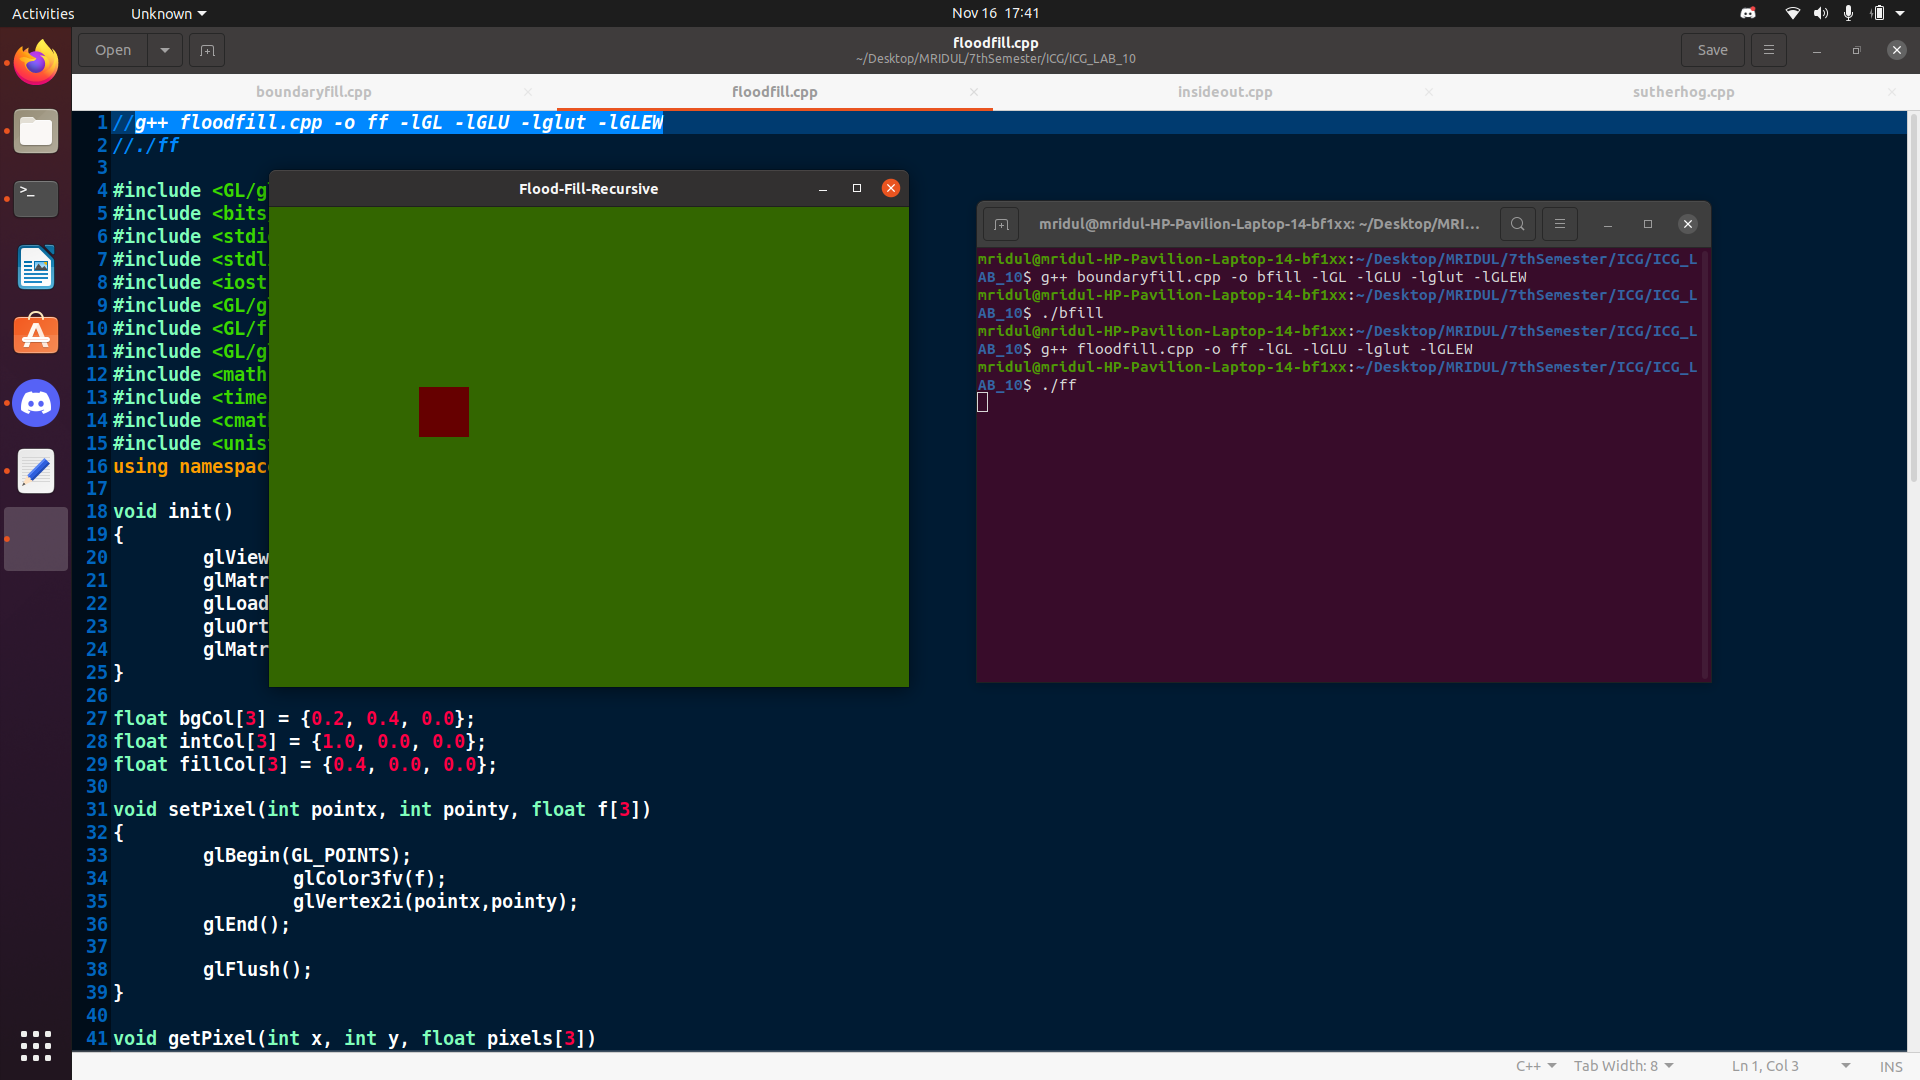 Activities
Unknown
Nov 16 17:41
Open
floodfill.cpp
~/Desktop/MRIDUL/7thSemester/ICG/ICG_LAB_10
Save
boundaryfill.cpp
floodfill.cpp
insideout.cpp
sutherhog.cpp
1 //g++ floodfill.cpp -o ff -lGL -lGLU -lglut -lGLEW
2 //./ff
3
4 #include <GL/g
5 #include <bits
6 #include <stdi
7 #include <stdl
8 #include <iost
9 #include <GL/g
10 #include <GL/f
11 #include <GL/g
12 #include <math
13 #include <time
14 #include <cmat
15 #include <unis
16 using namespac
17
18 void init()
19 {
20 glView
21 glMatr
22 glLoad
23 gluOrt
24 glMatr
25 }
26
27 float bgCol[3] = {0.2, 0.4, 0.0};
28 float intCol[3] = {1.0, 0.0, 0.0};
29 float fillCol[3] = {0.4, 0.0, 0.0};
30
31 void setPixel(int pointx, int pointy, float f[3])
32 {
33 glBegin(GL_POINTS);
34 glColor3fv(f);
35 glVertex2i(pointx,pointy);
36 glEnd();
37
38 glFlush();
39 }
40
41 void getPixel(int x, int y, float pixels[3])
Flood-Fill-Recursive
mridul@mridul-HP-Pavilion-Laptop-14-bf1xx: ~/Desktop/MRI...
mridul@mridul-HP-Pavilion-Laptop-14-bf1xx:~/Desktop/MRIDUL/7thSemester/ICG/ICG_L
AB_10$ g++ boundaryfill.cpp -o bfill -lGL -lGLU -lglut -lGLEW
mridul@mridul-HP-Pavilion-Laptop-14-bf1xx:~/Desktop/MRIDUL/7thSemester/ICG/ICG_L
AB_10$ ./bfill
mridul@mridul-HP-Pavilion-Laptop-14-bf1xx:~/Desktop/MRIDUL/7thSemester/ICG/ICG_L
AB_10$ g++ floodfill.cpp -o ff -lGL -lGLU -lglut -lGLEW
mridul@mridul-HP-Pavilion-Laptop-14-bf1xx:~/Desktop/MRIDUL/7thSemester/ICG/ICG_L
AB_10$ ./ff
C++
Tab Width: 8
Ln 1, Col 3
INS